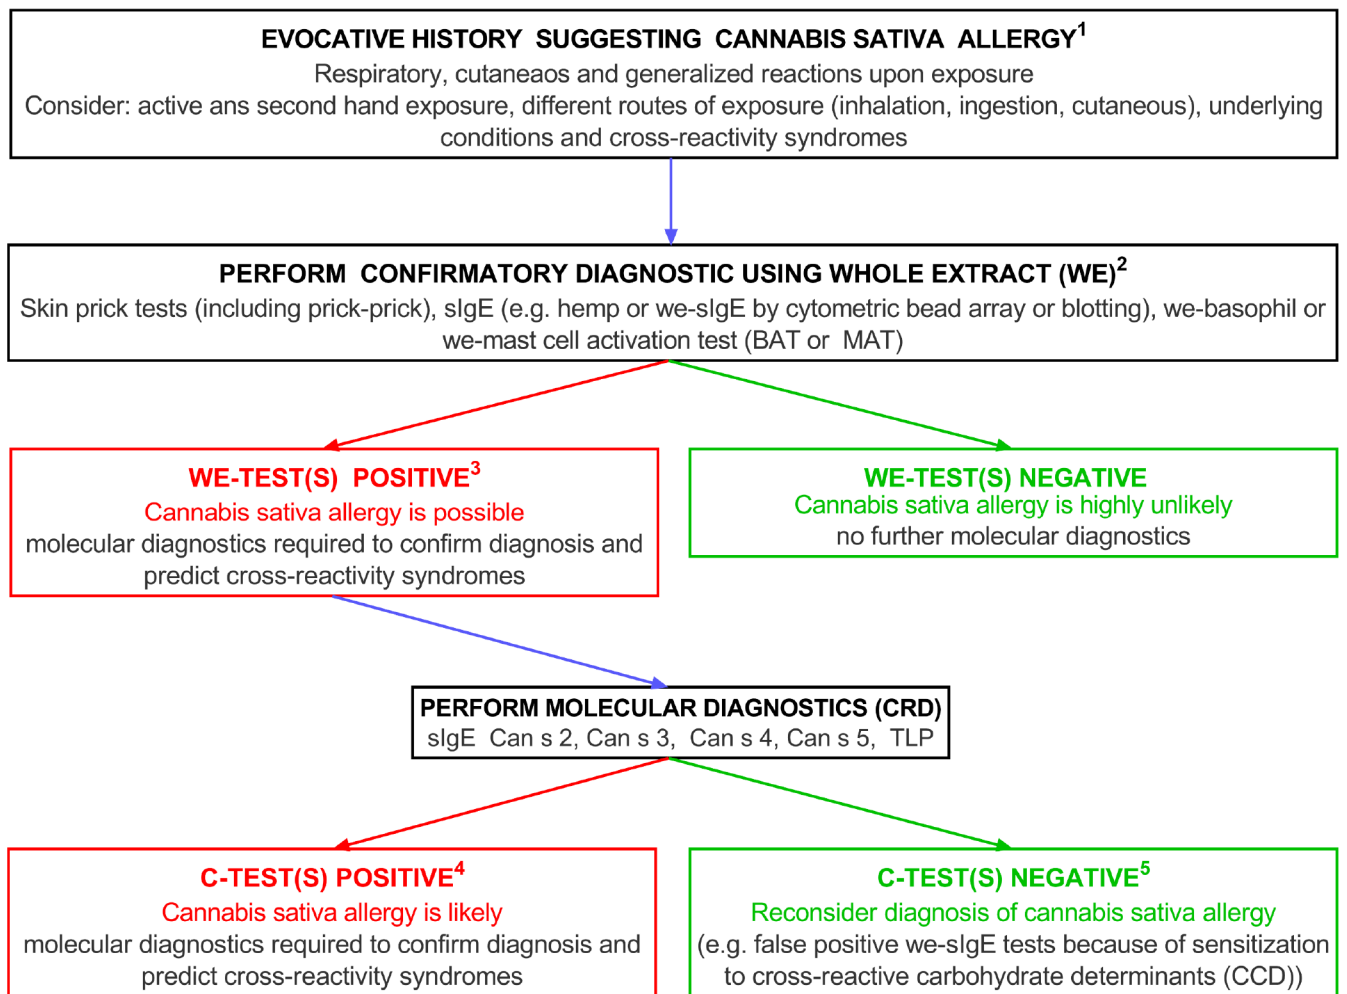 EVOCATIVE HISTORY SUGGESTING CANNABIS SATIVA ALLERGY1
Respiratory, cutaneaos and generalized reactions upon exposure
Consider: active ans second hand exposure, different routes of exposure (inhalation, ingestion, cutaneous), underlying
conditions and cross-reactivity syndromes
PERFORM CONFIRMATORY DIAGNOSTIC USING WHOLE EXTRACT (WE)2
Skin prick tests (including prick-prick), sIgE (e.g. hemp or we-sIgE by cytometric bead array or blotting), we-basophil or
we-mast cell activation test (BAT or MAT)
WE-TEST(S) POSITIVE3
Cannabis sativa allergy is possible
molecular diagnostics required to confirm diagnosis and
predict cross-reactivity syndromes
WE-TEST(S) NEGATIVE
Cannabis sativa allergy is highly unlikely
no further molecular diagnostics
PERFORM MOLECULAR DIAGNOSTICS (CRD)
sIgE Can s 2, Can s 3, Can s 4, Can s 5, TLP
C-TEST(S) POSITIVE4
Cannabis sativa allergy is likely
molecular diagnostics required to confirm diagnosis and
predict cross-reactivity syndromes
C-TEST(S) NEGATIVE5
Reconsider diagnosis of cannabis sativa allergy
(e.g. false positive we-sIgE tests because of sensitization
to cross-reactive carbohydrate determinants (CCD))